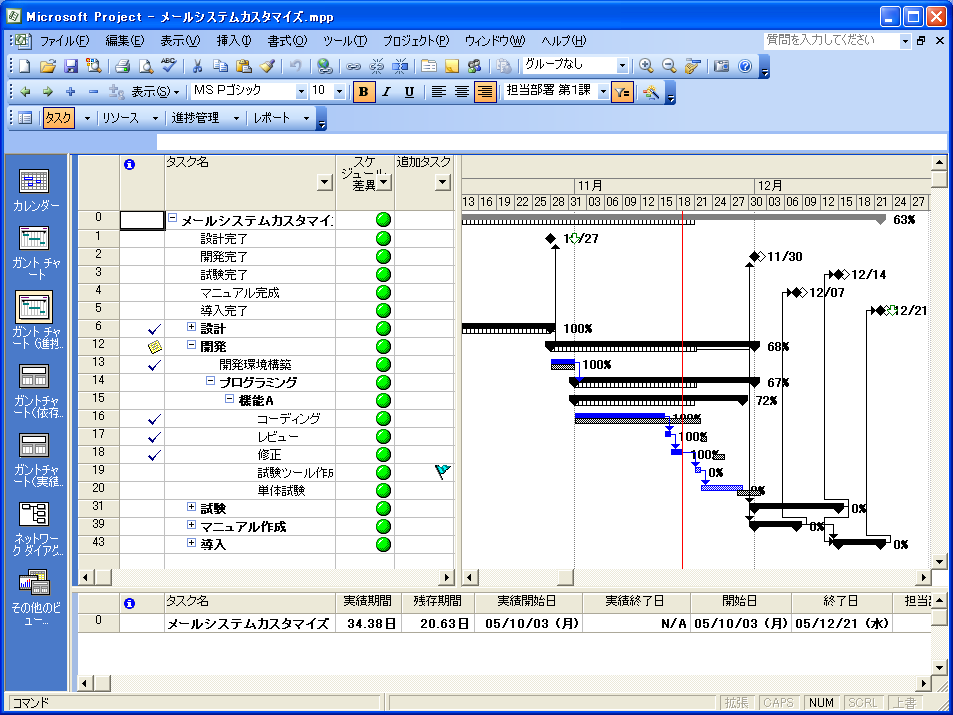 Microsoft Project - メールシステムカスタマイズ.mpp
ファイル(F) 編集(E) 表示(V) 挿入(I) 書式(O) ツール(T) プロジェクト(P) ウィンドウ(W) ヘルプ(H) 質問を入力してください
グループなし
表示(S) MS Pゴシック 10 B I U 担当部署 第1課
タスク リソース 進捗管理 レポート
カレンダー
ガント チャ
ート
ガント チャ
ート (進捗...
ガントチャ
ート(依存...
ガントチャ
ート(実績...
ネットワー
ク ダイアグ...
その他のビ
ュー...
タスク名 スケ
ジュール
差異 追加タスク
11月 12月
13 16 19 22 25 28 31 03 06 09 12 15 18 21 24 27 30 03 06 09 12 15 18 21 24 27
0 メールシステムカスタマイズ 63%
1 設計完了 10/27
2 開発完了 11/30
3 試験完了 12/14
4 マニュアル完成 12/07
5 導入完了 12/21
6 設計 100%
12 開発 68%
13 開発環境構築 100%
14 プログラミング 67%
15 機能A 72%
16 コーディング 100%
17 レビュー 100%
18 修正 100%
19 試験ツール作成 0%
20 単体試験 0%
31 試験 0%
39 マニュアル作成 0%
43 導入 0%
タスク名 実績期間 残存期間 実績開始日 実績終了日 開始日 終了日 担当部
0 メールシステムカスタマイズ 34.38日 20.63日 05/10/03 (月) N/A 05/10/03 (月) 05/12/21 (水)
コマンド 拡張 CAPS NUM SCRL 上書